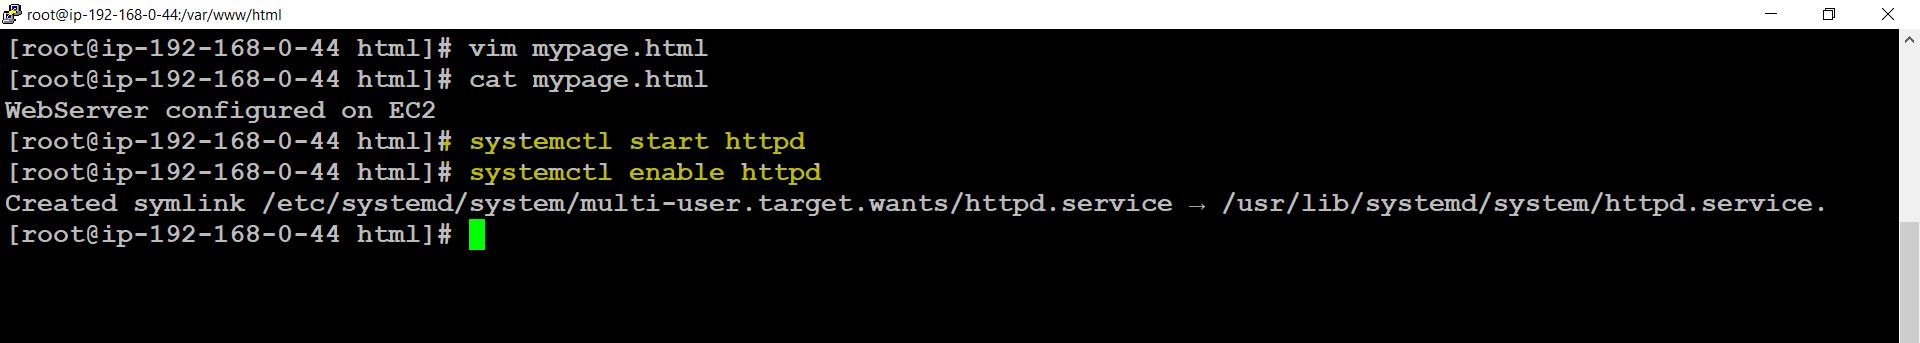 root@ip-192-168-0-44:/var/www/html
[root@ip-192-168-0-44 html]# vim mypage.html
[root@ip-192-168-0-44 html]# cat mypage.html
WebServer configured on EC2
[root@ip-192-168-0-44 html]# systemctl start httpd
[root@ip-192-168-0-44 html]# systemctl enable httpd
Created symlink /etc/systemd/system/multi-user.target.wants/httpd.service → /usr/lib/systemd/system/httpd.service.
[root@ip-192-168-0-44 html]#